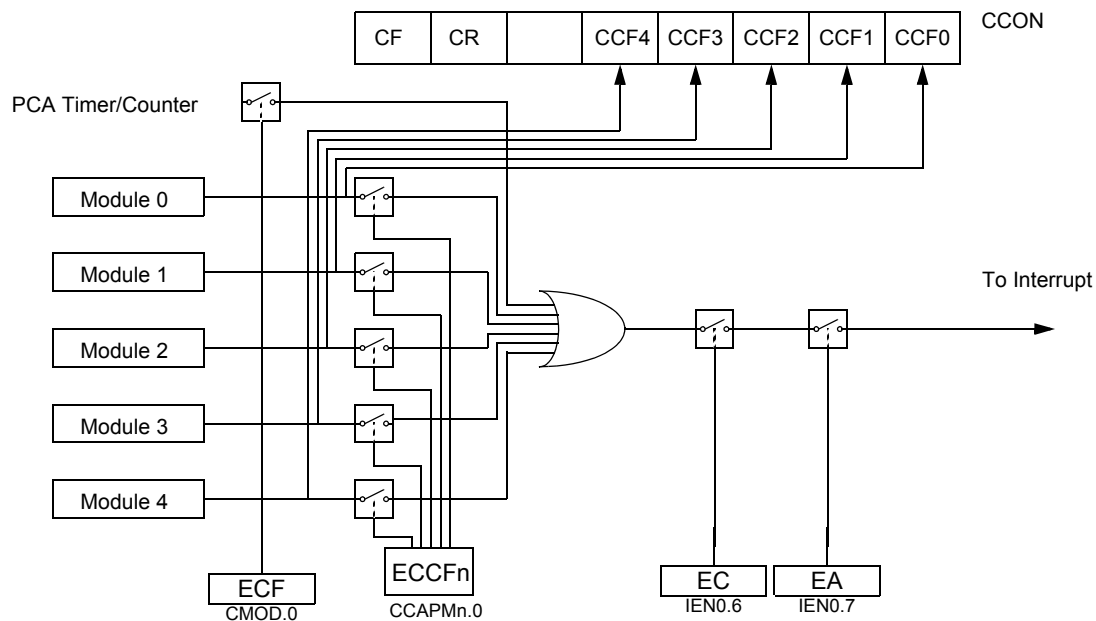 CF CR CCF4 CCF3 CCF2 CCF1 CCF0
CCON
PCA Timer/Counter
Module 0
Module 1
Module 2
Module 3
Module 4
To Interrupt
ECF
CMOD.0
ECCFn
CCAPMn.0
EC
IEN0.6
EA
IEN0.7